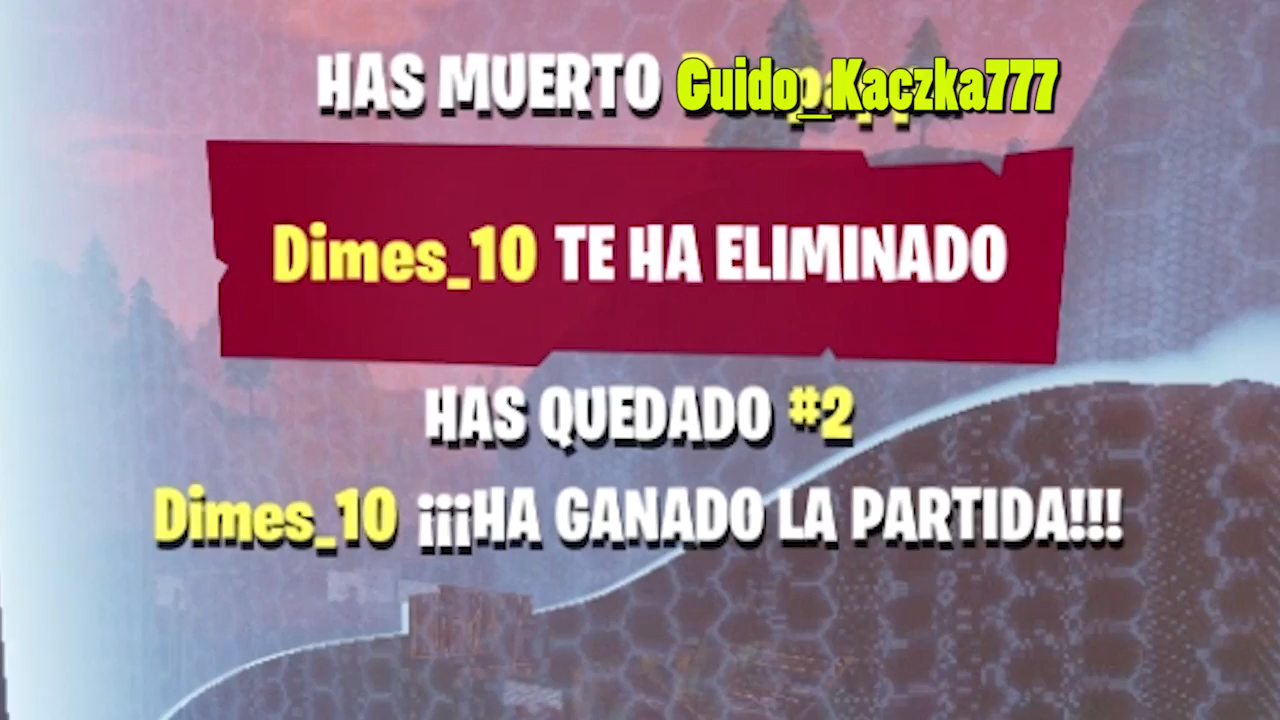 HAS MUERTO Guido_Kaczka777
Dimes_10 TE HA ELIMINADO
HAS QUEDADO #2
Dimes_10 ¡¡¡HA GANADO LA PARTIDA!!!